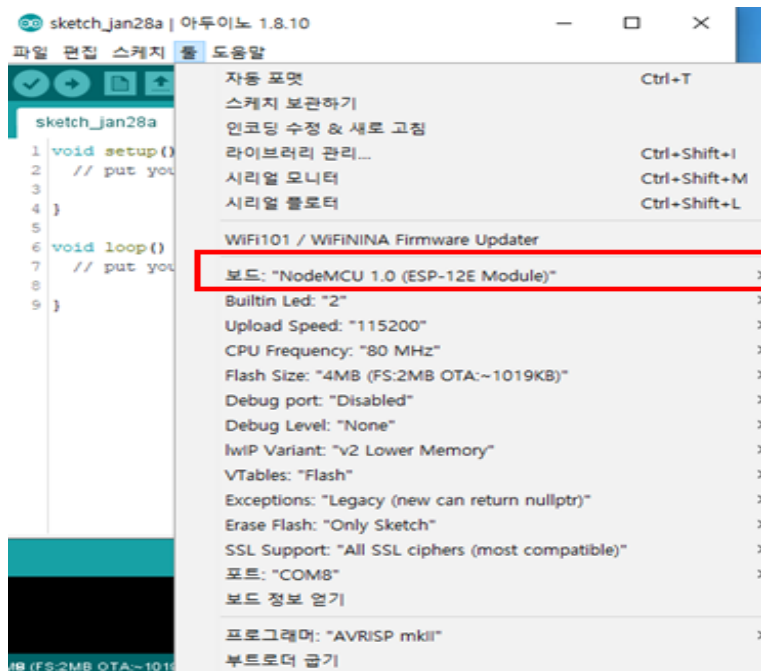 sketch_jan28a | 아두이노 1.8.10
파일 편집 스케치 툴 도움말
sketch_jan28a
1 void setup()
2 // put you
3
4 }
5
6 void loop()
7 // put you
8
9 }
자동 포맷 Ctrl+T
스케치 보관하기
인코딩 수정 & 새로 고침
라이브러리 관리... Ctrl+Shift+I
시리얼 모니터 Ctrl+Shift+M
시리얼 플로터 Ctrl+Shift+L
WiFi101 / WiFiNINA Firmware Updater
보드: "NodeMCU 1.0 (ESP-12E Module)"
Builtin Led: "2"
Upload Speed: "115200"
CPU Frequency: "80 MHz"
Flash Size: "4MB (FS:2MB OTA:~1019KB)"
Debug port: "Disabled"
Debug Level: "None"
lwIP Variant: "v2 Lower Memory"
VTables: "Flash"
Exceptions: "Legacy (new can return nullptr)"
Erase Flash: "Only Sketch"
SSL Support: "All SSL ciphers (most compatible)"
포트: "COM8"
보드 정보 얻기
프로그래머: "AVRISP mkII"
부트로더 굽기
MB (FS:2MB OTA:~1019